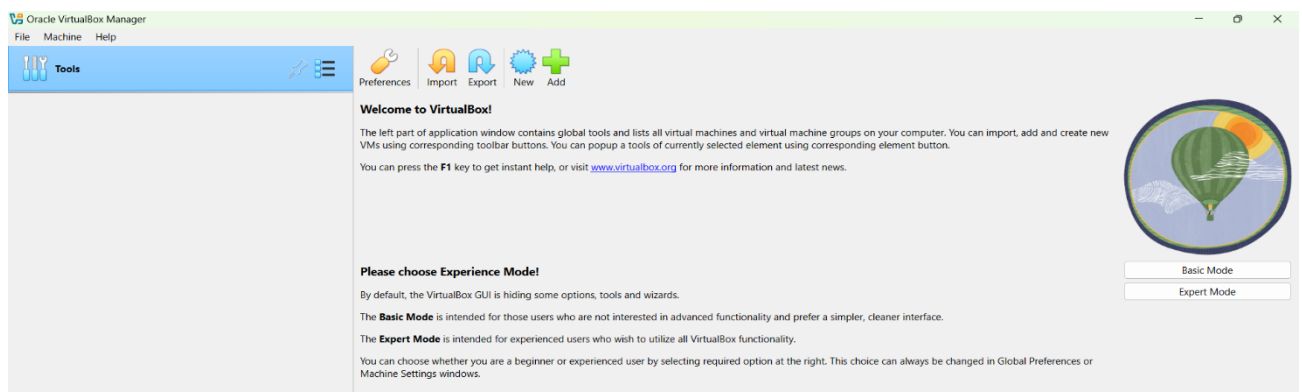 Oracle VirtualBox Manager
File Machine Help
Tools
Preferences Import Export New Add
Welcome to VirtualBox!
The left part of application window contains global tools and lists all virtual machines and virtual machine groups on your computer. You can import, add and create new
VMs using corresponding toolbar buttons. You can popup a tools of currently selected element using corresponding element button.
You can press the F1 key to get instant help, or visit www.virtualbox.org for more information and latest news.
Please choose Experience Mode!
By default, the VirtualBox GUI is hiding some options, tools and wizards.
The Basic Mode is intended for those users who are not interested in advanced functionality and prefer a simpler, cleaner interface.
The Expert Mode is intended for experienced users who wish to utilize all VirtualBox functionality.
You can choose whether you are a beginner or experienced user by selecting required option at the right. This choice can always be changed in Global Preferences or
Machine Settings windows.
Basic Mode
Expert Mode